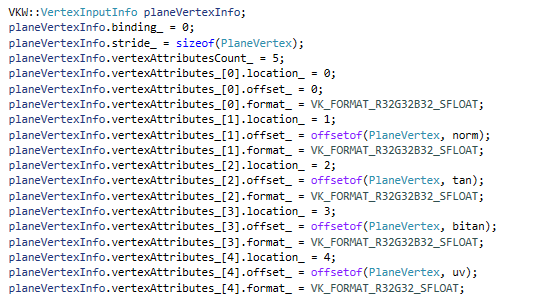 VKW::VertexInputInfo planeVertexInfo;
planeVertexInfo.binding_ = 0;
planeVertexInfo.stride_ = sizeof(PlaneVertex);
planeVertexInfo.vertexAttributesCount_ = 5;
planeVertexInfo.vertexAttributes_[0].location_ = 0;
planeVertexInfo.vertexAttributes_[0].offset_ = 0;
planeVertexInfo.vertexAttributes_[0].format_ = VK_FORMAT_R32G32B32_SFLOAT;
planeVertexInfo.vertexAttributes_[1].location_ = 1;
planeVertexInfo.vertexAttributes_[1].offset_ = offsetof(PlaneVertex, norm);
planeVertexInfo.vertexAttributes_[1].format_ = VK_FORMAT_R32G32B32_SFLOAT;
planeVertexInfo.vertexAttributes_[2].location_ = 2;
planeVertexInfo.vertexAttributes_[2].offset_ = offsetof(PlaneVertex, tan);
planeVertexInfo.vertexAttributes_[2].format_ = VK_FORMAT_R32G32B32_SFLOAT;
planeVertexInfo.vertexAttributes_[3].location_ = 3;
planeVertexInfo.vertexAttributes_[3].offset_ = offsetof(PlaneVertex, bitan);
planeVertexInfo.vertexAttributes_[3].format_ = VK_FORMAT_R32G32B32_SFLOAT;
planeVertexInfo.vertexAttributes_[4].location_ = 4;
planeVertexInfo.vertexAttributes_[4].offset_ = offsetof(PlaneVertex, uv);
planeVertexInfo.vertexAttributes_[4].format_ = VK_FORMAT_R32G32_SFLOAT;